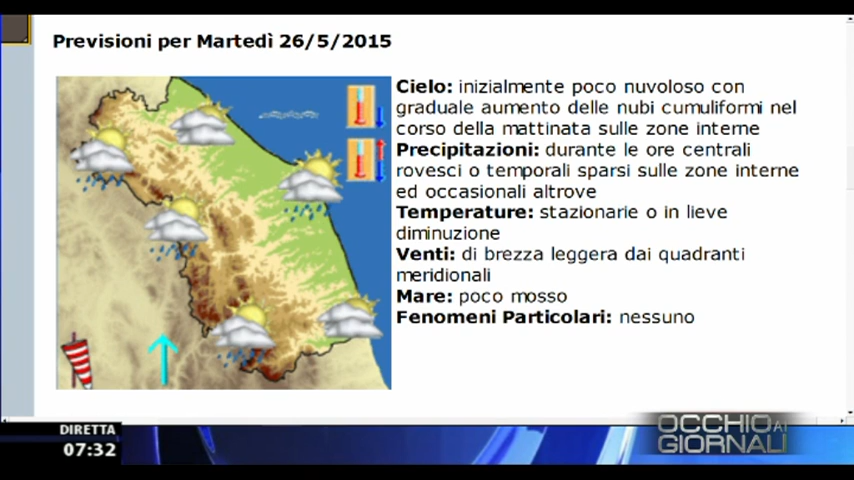 Previsioni per Martedì 26/5/2015
Cielo: inizialmente poco nuvoloso con
graduale aumento delle nubi cumuliformi nel
corso della mattinata sulle zone interne
Precipitazioni: durante le ore centrali
rovesci o temporali sparsi sulle zone interne
ed occasionali altrove
Temperature: stazionarie o in lieve
diminuzione
Venti: di brezza leggera dai quadranti
meridionali
Mare: poco mosso
Fenomeni Particolari: nessuno
DIRETTA
07:32
OCCHIO AI
GIORNALI